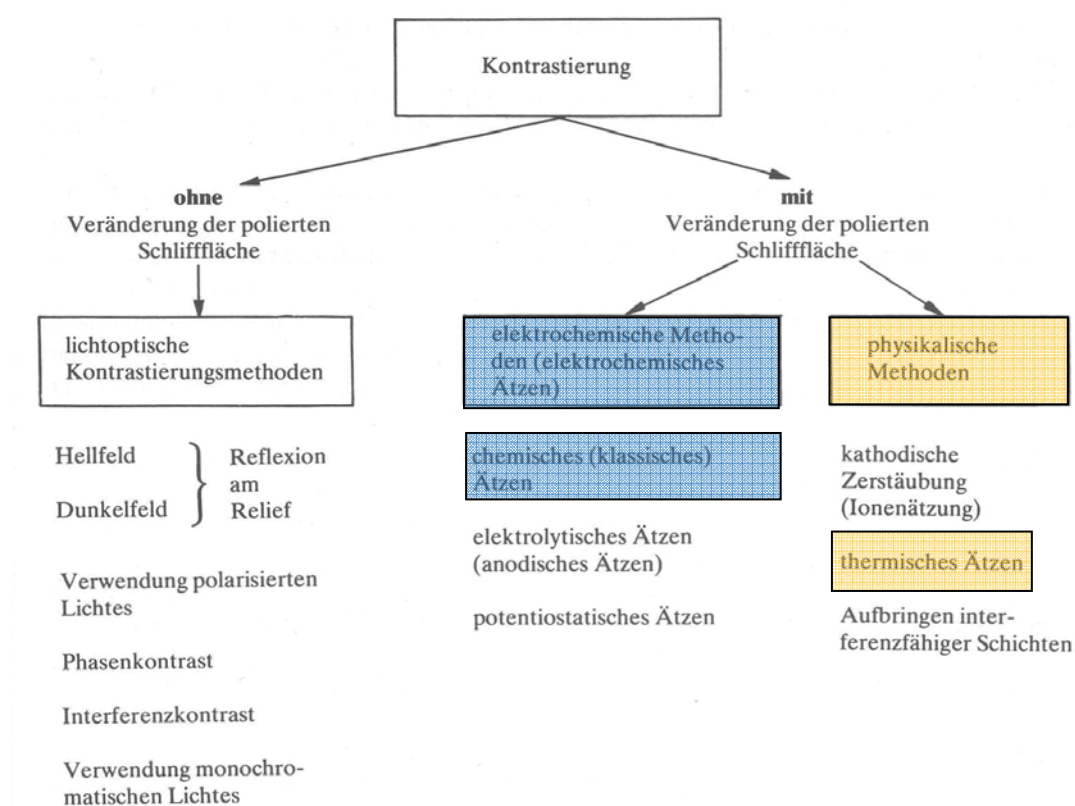 Kontrastierung
ohne
Veränderung der polierten
Schlifffläche
mit
Veränderung der polierten
Schlifffläche
lichtoptische
Kontrastierungsmethoden
Hellfeld
Dunkelfeld
Reflexion
am
Relief
Verwendung polarisierten
Lichtes
Phasenkontrast
Interferenzkontrast
Verwendung monochro-
matischen Lichtes
elektrochemische Metho-
den (elektrochemisches
Ätzen)
chemisches (klassisches)
Ätzen
elektrolytisches Ätzen
(anodisches Ätzen)
potentiostatisches Ätzen
physikalische
Methoden
kathodische
Zerstäubung
(Ionenätzung)
thermisches Ätzen
Aufbringen inter-
ferenzfähiger Schichten